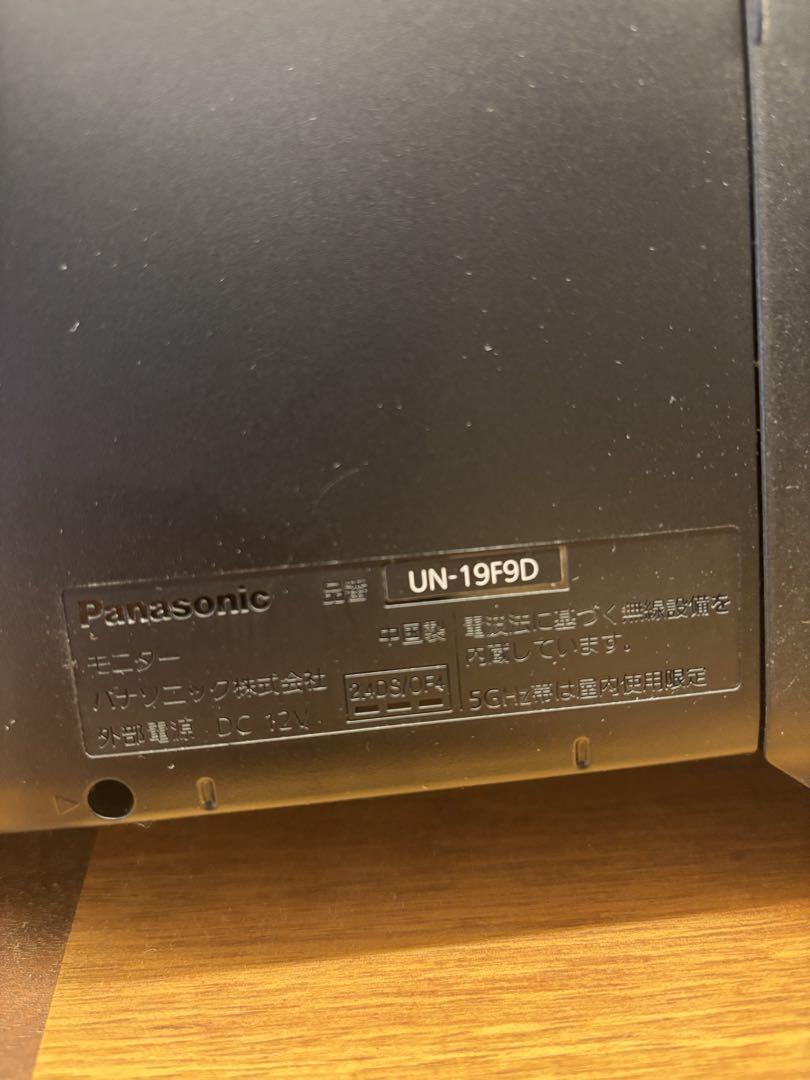 Panasonic 品番 UN-19F9D
モニター 中国製
パナソニック株式会社
外部電源 DC 12V
2.4DS/OF4
電波法に基づく無線設備を
内蔵しています.
5GHz帯は屋内使用限定